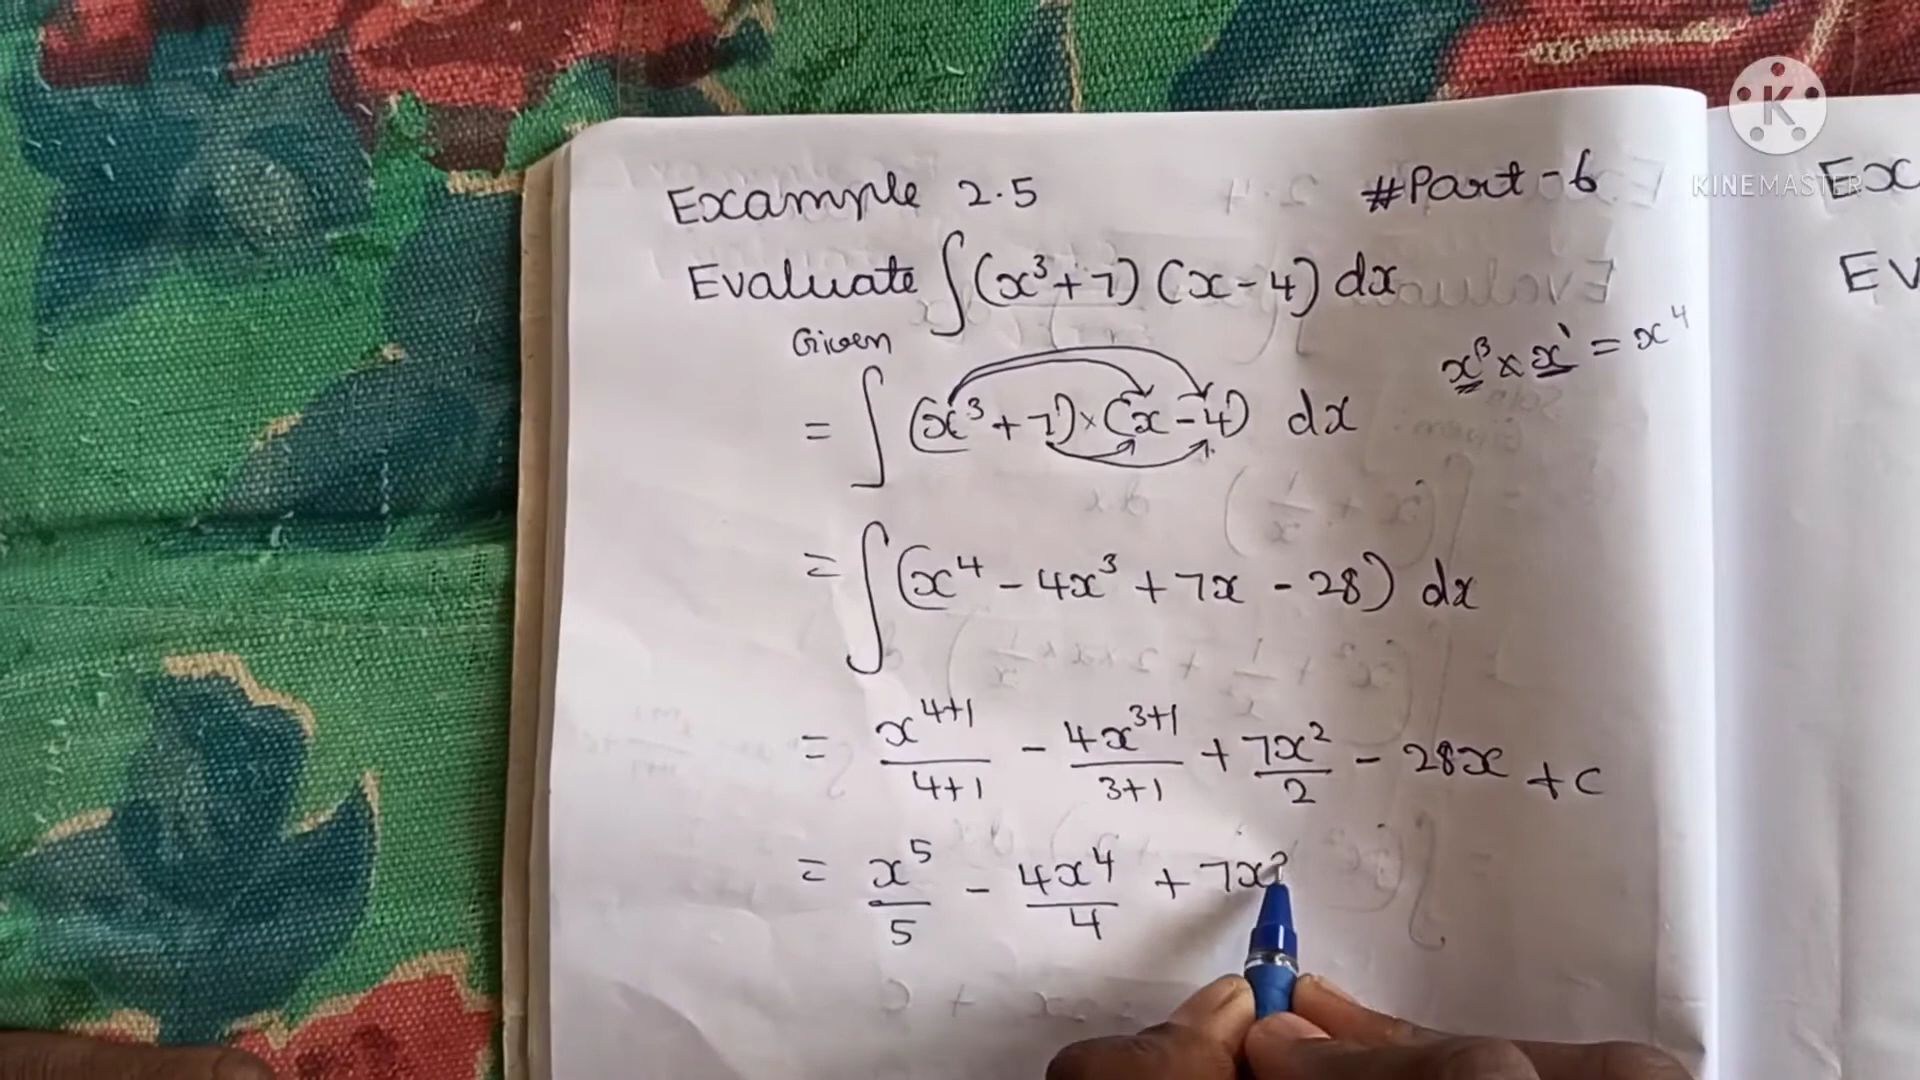 Example 2.5 #Part-6
KINEMASTER
Ex
Evaluate ∫(x³+7)(x-4)dx
Ev
Given
x³ × x¹ = x⁴
= ∫(x³+7)×(x-4) dx
= ∫(x⁴ - 4x³ + 7x - 28) dx
= x⁴⁺¹/4+1 - 4x³⁺¹/3+1 + 7x²/2 - 28x + c
= x⁵/5 - 4x⁴/4 + 7x²